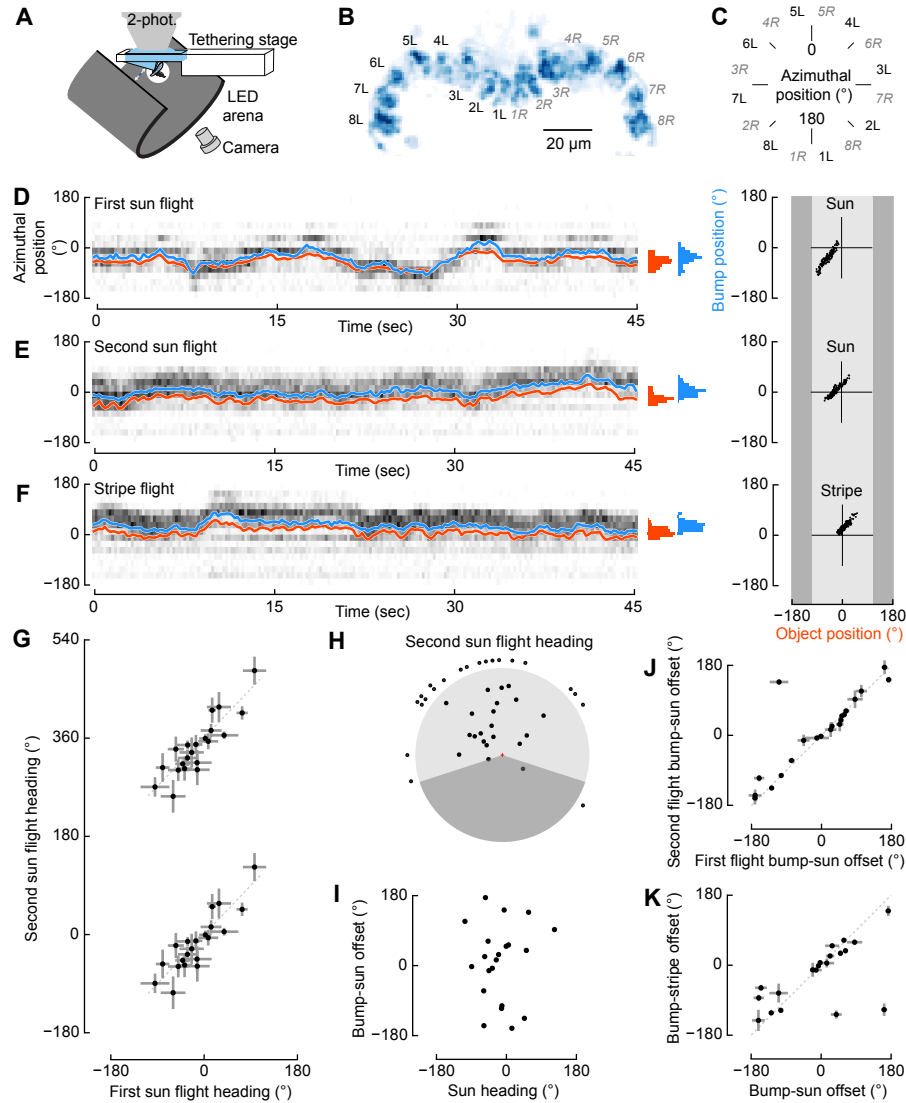 A
2-phot.
Tethering stage
LED
arena
Camera
B
5L 4L 4R 5R
6L 6R
7L 3L 3R 7R
8L 2L 1L 1R 2R 8R
20 µm
C
4R 5L 5R 4L
6L 0 6R
3R Azimuthal 3L
7L position (°) 7R
2R 180 2L
8L 1R 1L 8R
D
First sun flight
Azimuthal
position
(°)
180
0
−180
0 15 30 45
Time (sec)
Bump position (°)
180
0
−180
Sun
E
Second sun flight
180
0
−180
0 15 30 45
Time (sec)
180
0
−180
Sun
F
Stripe flight
180
0
−180
0 15 30 45
Time (sec)
180
0
−180
Stripe
−180 0 180
Object position (°)
G
Second sun flight heading (°)
540
360
180
0
−180
−180 0 180
First sun flight heading (°)
H
Second sun flight heading
I
Bump-sun offset (°)
180
0
−180
−180 0 180
Sun heading (°)
J
Second flight bump-sun offset (°)
180
0
−180
−180 0 180
First flight bump-sun offset (°)
K
Bump-stripe offset (°)
180
0
−180
−180 0 180
Bump-sun offset (°)